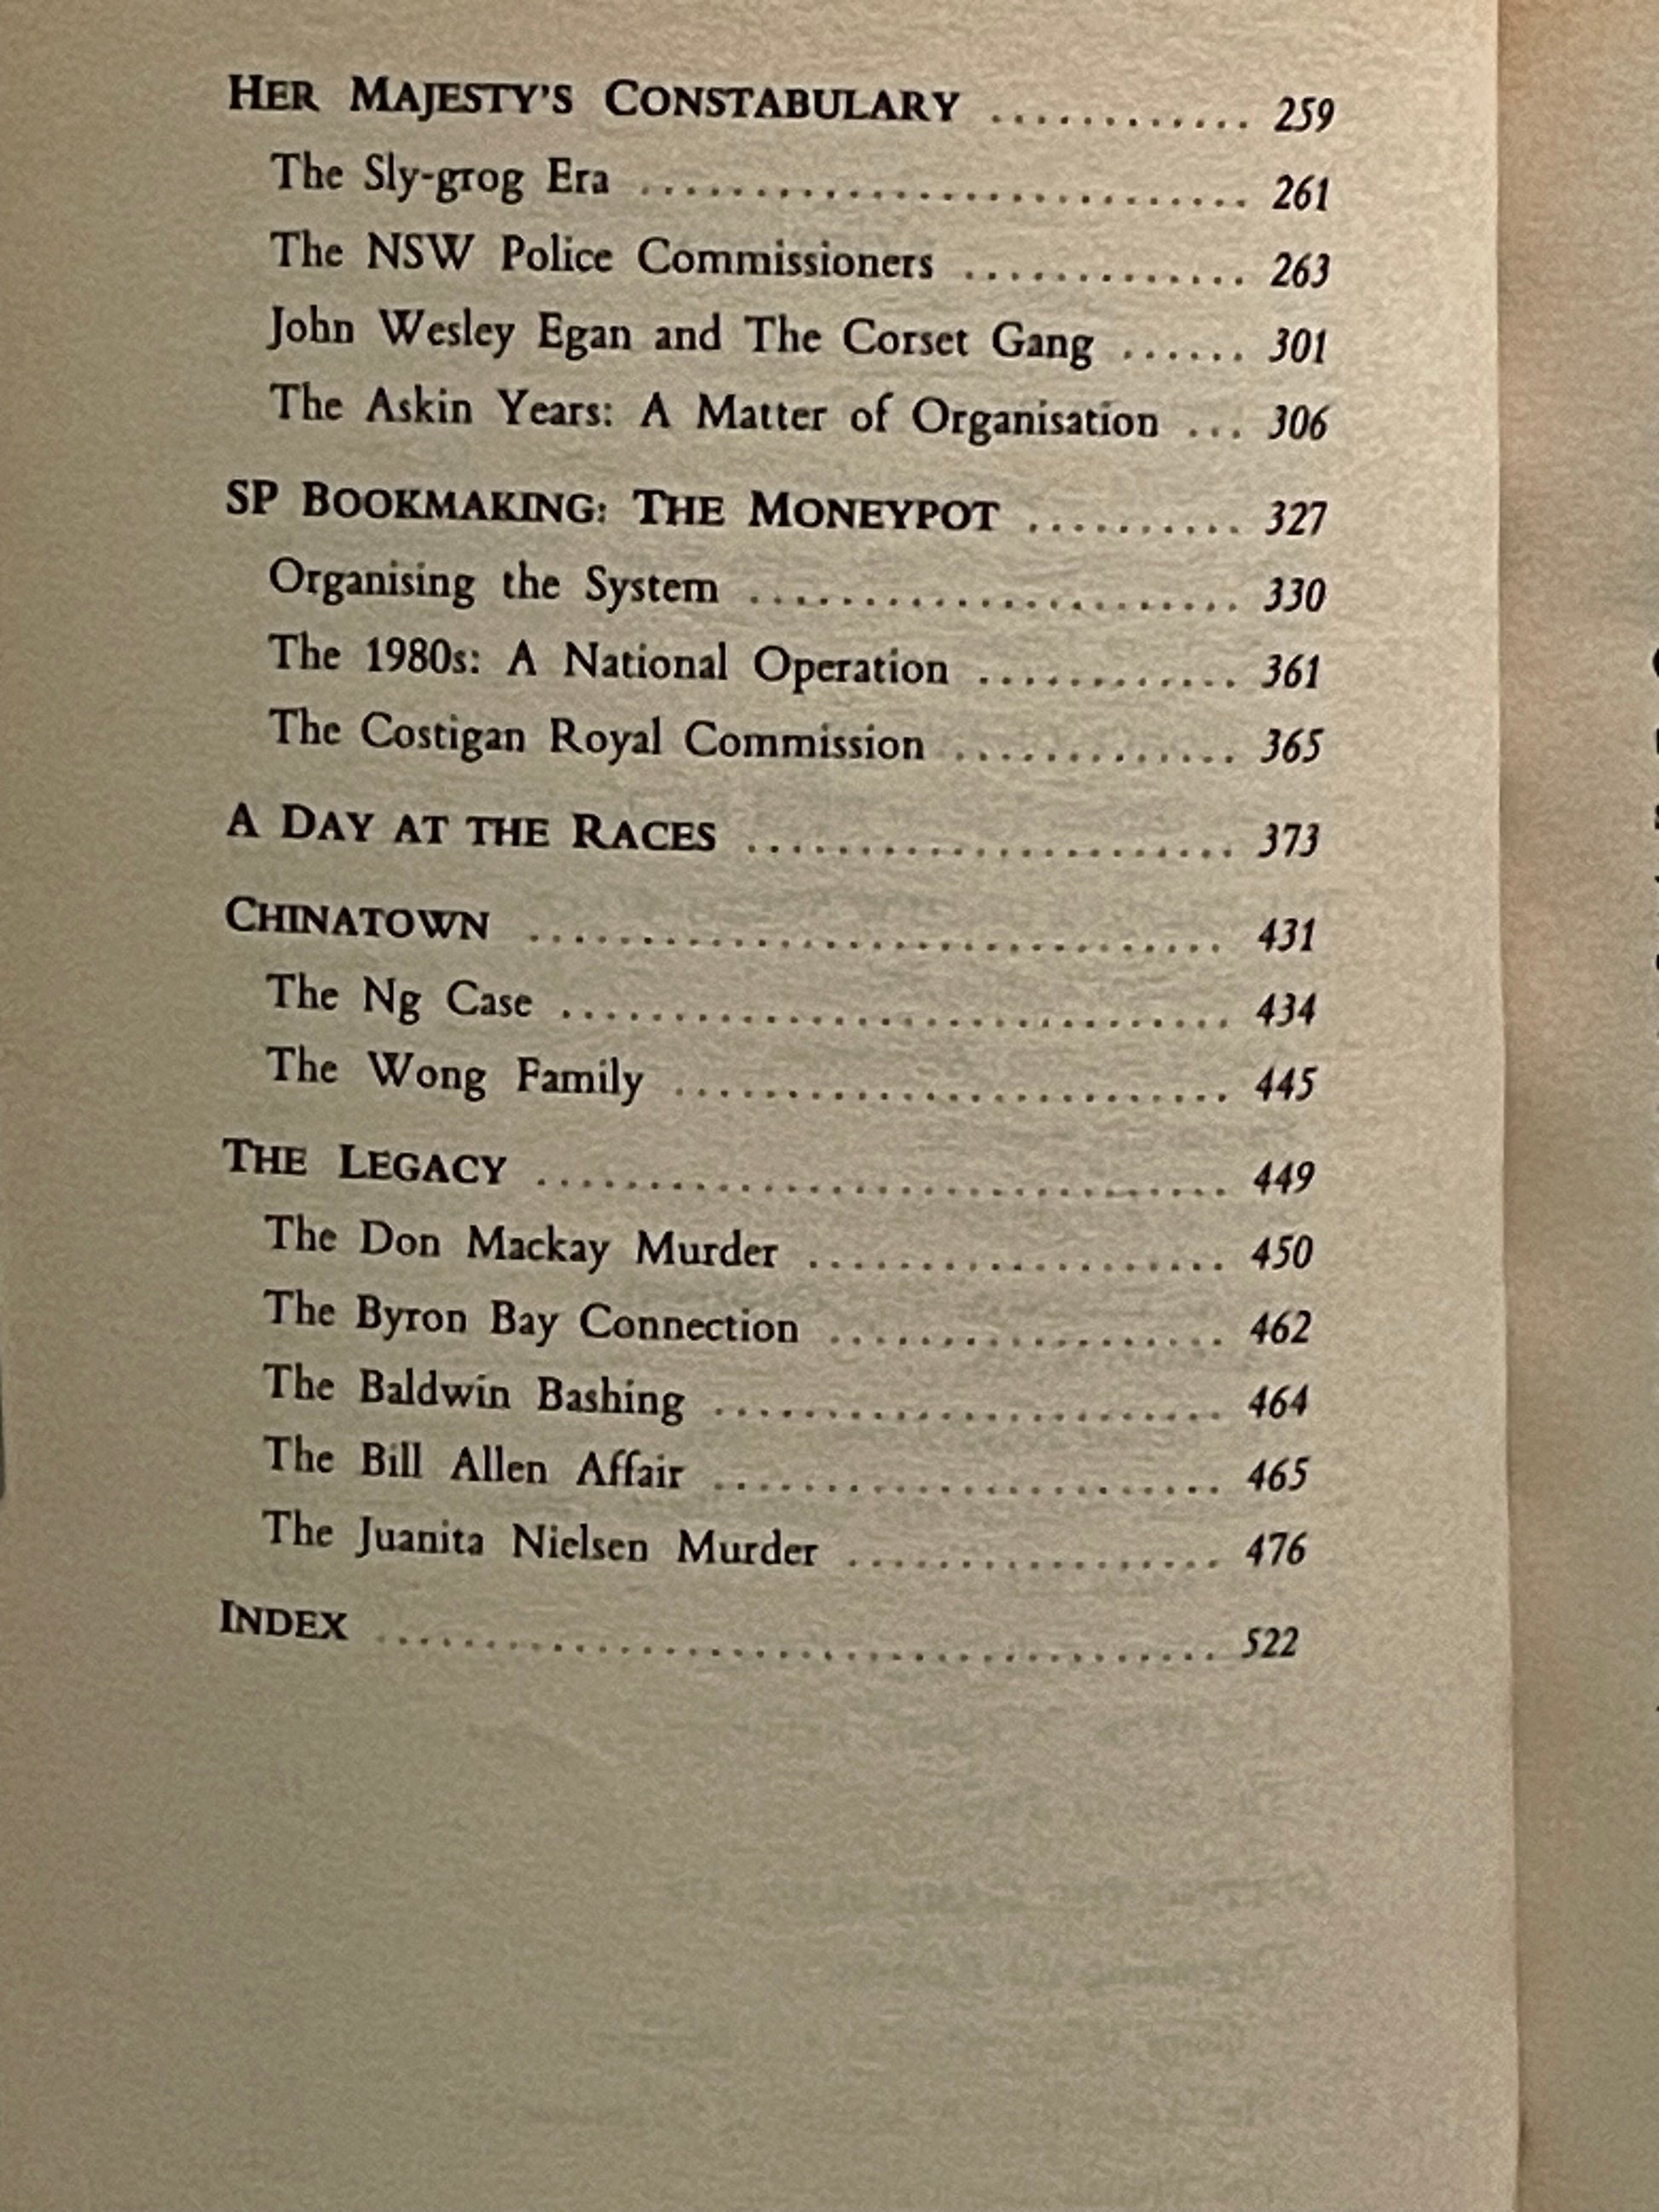 HER MAJESTY'S CONSTABULARY ............ 259
The Sly-grog Era ........................... 261
The NSW Police Commissioners ............. 263
John Wesley Egan and The Corset Gang ...... 301
The Askin Years: A Matter of Organisation ... 306
SP BOOKMAKING: THE MONEYPOT .......... 327
Organising the System ...................... 330
The 1980s: A National Operation ............ 361
The Costigan Royal Commission ............. 365
A DAY AT THE RACES ...................... 373
CHINATOWN ............................... 431
The Ng Case .............................. 434
The Wong Family ......................... 445
THE LEGACY ............................... 449
The Don Mackay Murder ................... 450
The Byron Bay Connection .................. 462
The Baldwin Bashing ....................... 464
The Bill Allen Affair ....................... 465
The Juanita Nielsen Murder ................. 476
INDEX ...................................... 522